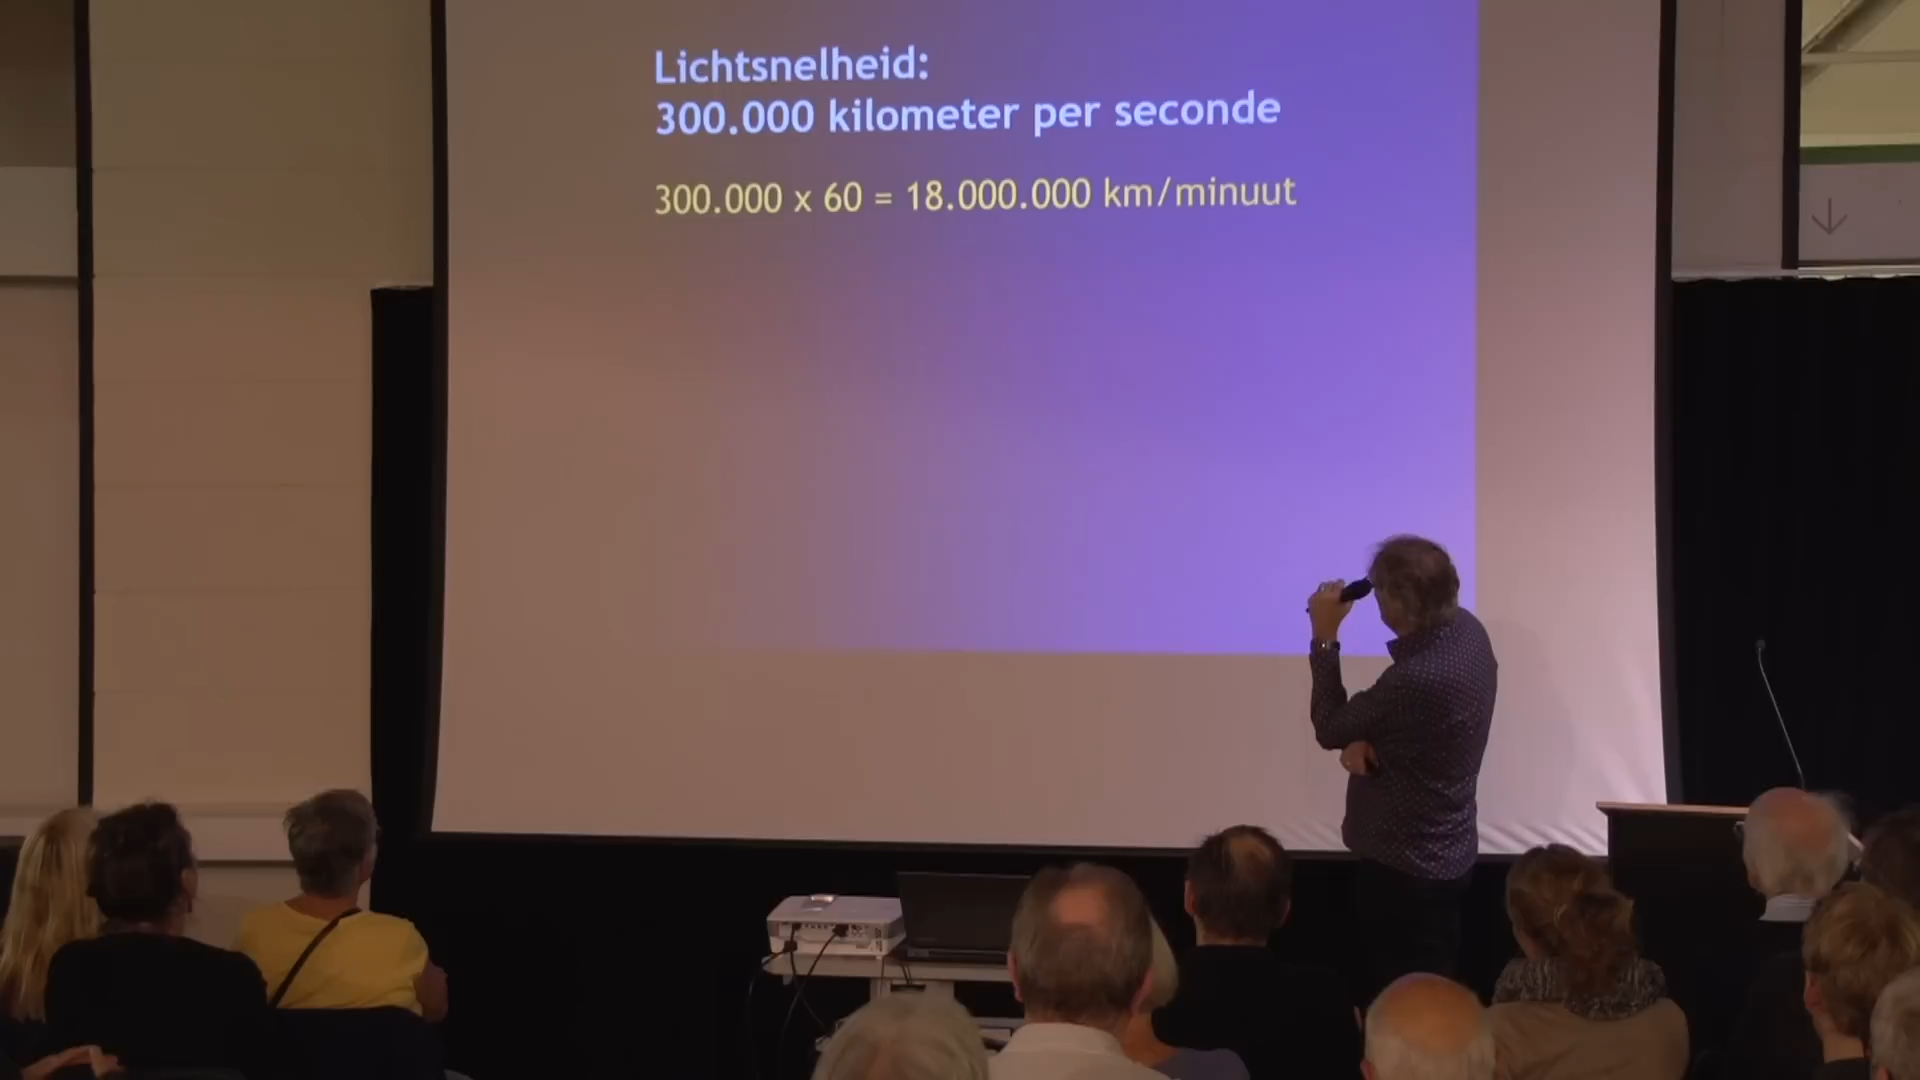 Lichtsnelheid:
300.000 kilometer per seconde
300.000 x 60 = 18.000.000 km/minuut